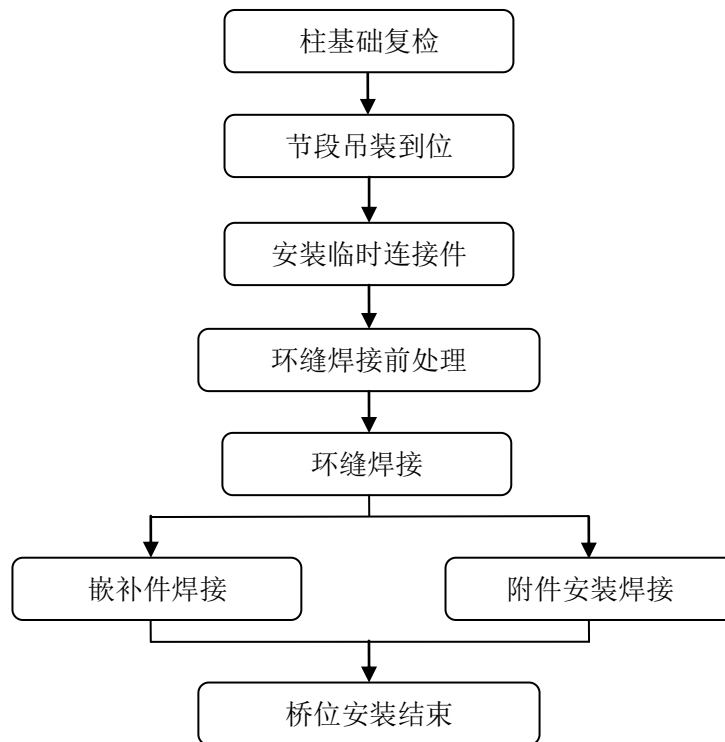 柱基础复检
节段吊装到位
安装临时连接件
环缝焊接前处理
环缝焊接
嵌补件焊接
附件安装焊接
桥位安装结束